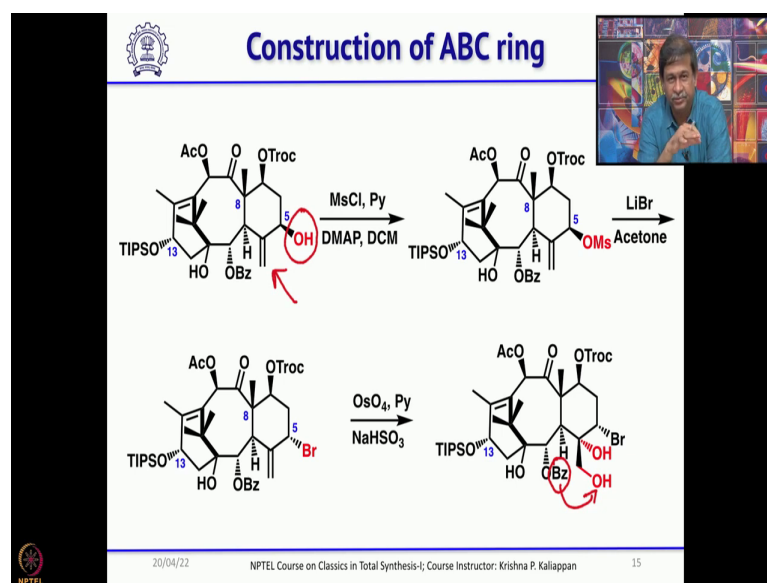 Construction of ABC ring
AcO O OTroc
8 5
OH
TIPSO 13
HO H
OBz
MsCl, Py
DMAP, DCM
AcO O OTroc
8 5
OMs
TIPSO 13
HO H
OBz
LiBr
Acetone
AcO O OTroc
8 5
Br
TIPSO 13
HO H
OBz
OsO4, Py
NaHSO3
AcO O OTroc
Br
OH
TIPSO 13
HO H
OBz OH
20/04/22 NPTEL Course on Classics in Total Synthesis-I; Course Instructor: Krishna P. Kaliappan 15
NPTEL